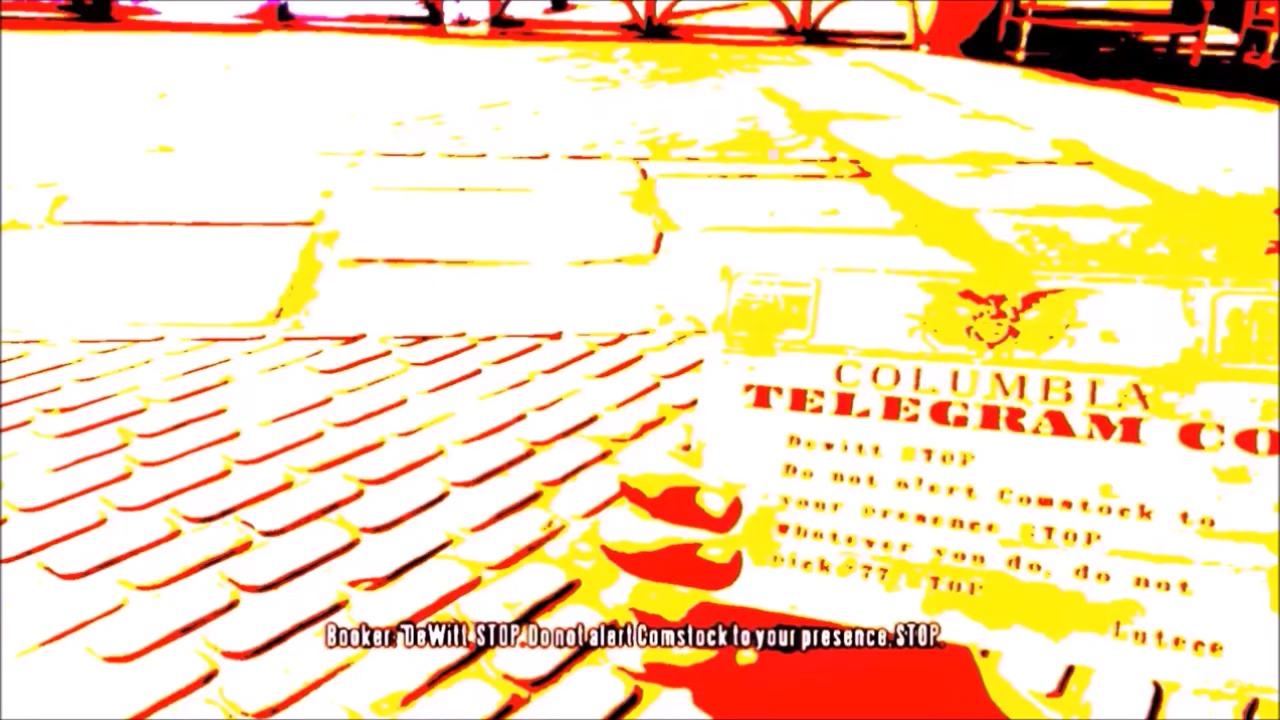 COLUMBIA
TELEGRAM CO
DeWitt STOP
Do not alert Comstock to
your presence STOP
Whatever you do, do not
pick #77 STOP
Lutece
Booker: "DeWitt. STOP. Do not alert Comstock to your presence. STOP.